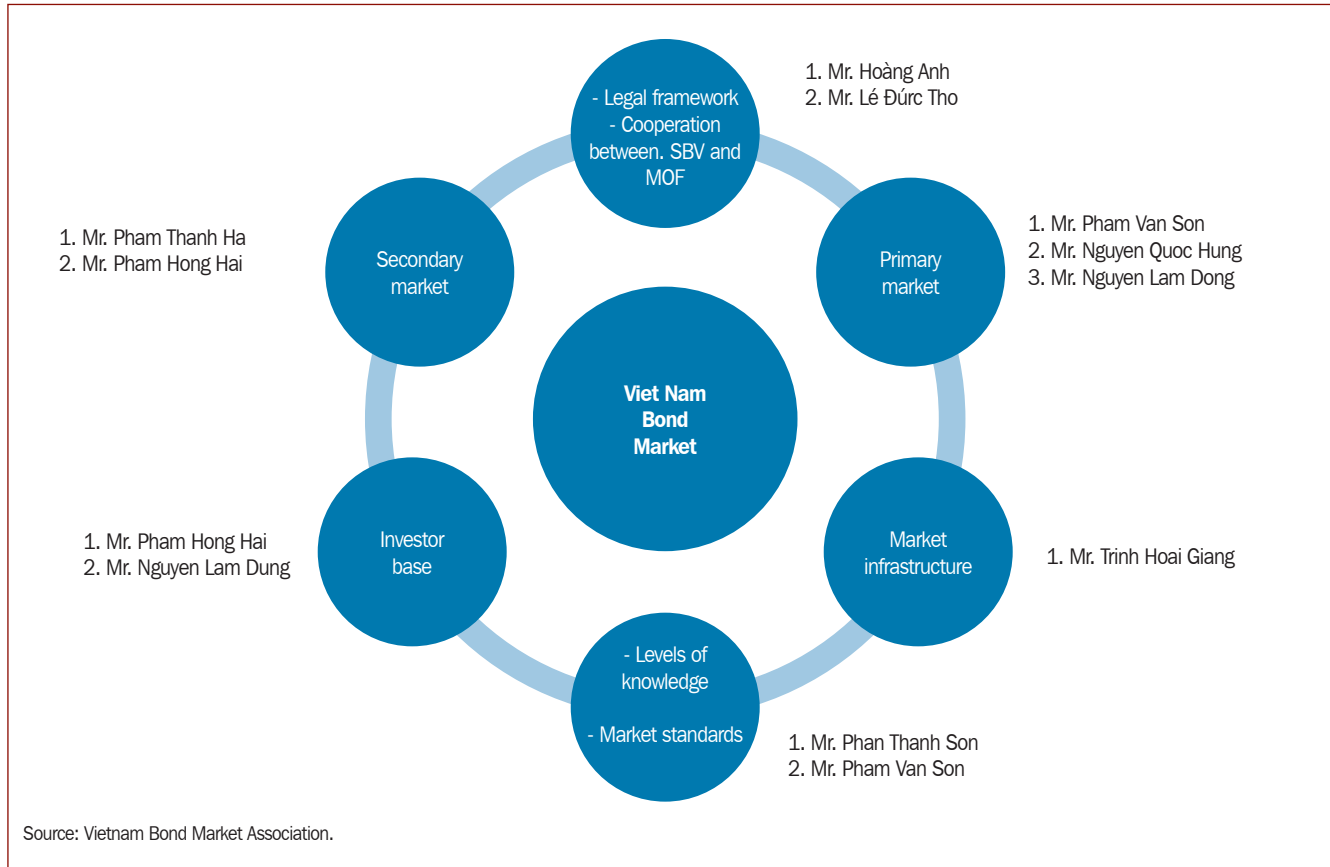 - Legal framework
- Cooperation
between. SBV and
MOF
1. Mr. Hoàng Anh
2. Mr. Lé Đúrc Tho
Secondary
market
1. Mr. Pham Thanh Ha
2. Mr. Pham Hong Hai
Primary
market
1. Mr. Pham Van Son
2. Mr. Nguyen Quoc Hung
3. Mr. Nguyen Lam Dong
Viet Nam
Bond
Market
Investor
base
1. Mr. Pham Hong Hai
2. Mr. Nguyen Lam Dung
Market
infrastructure
1. Mr. Trinh Hoai Giang
- Levels of
knowledge
- Market standards
1. Mr. Phan Thanh Son
2. Mr. Pham Van Son
Source: Vietnam Bond Market Association.